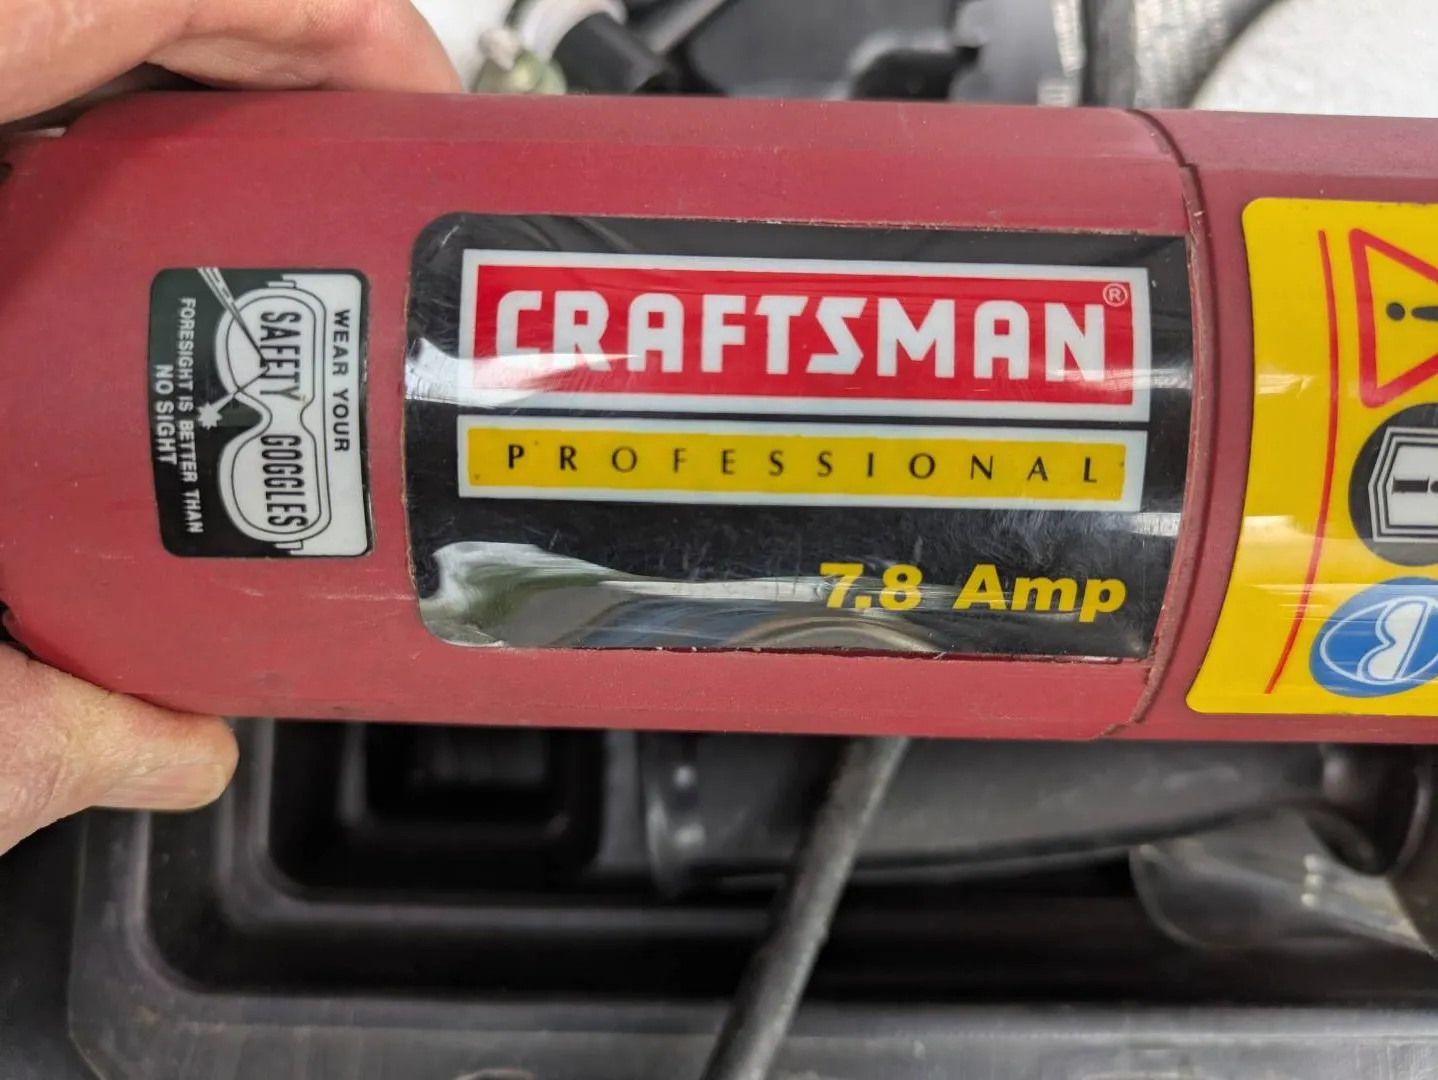 WEAR YOUR
SAFETY GOGGLES
FORESIGHT IS BETTER THAN
NO SIGHT
CRAFTSMAN®
PROFESSIONAL
7.8 Amp